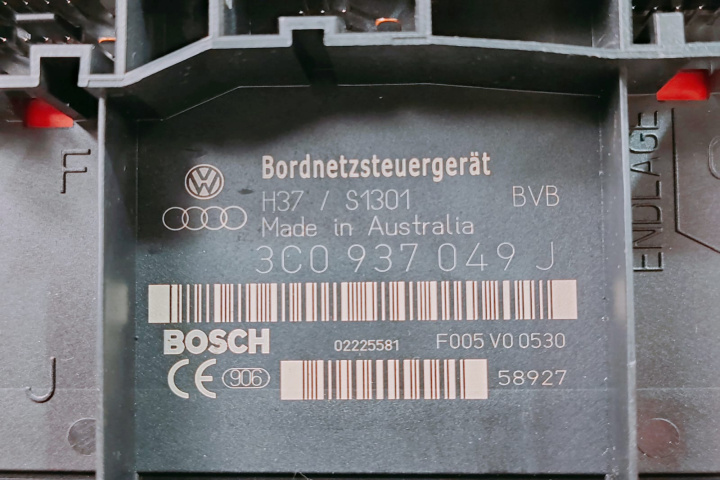 F
Bordnetzsteuergerät
VW
H37 / S1301 BVB
Made in Australia
3C0 937 049 J
BOSCH 02225581 F005 V0 0530
CE 906 58927
J
ENDLAGE